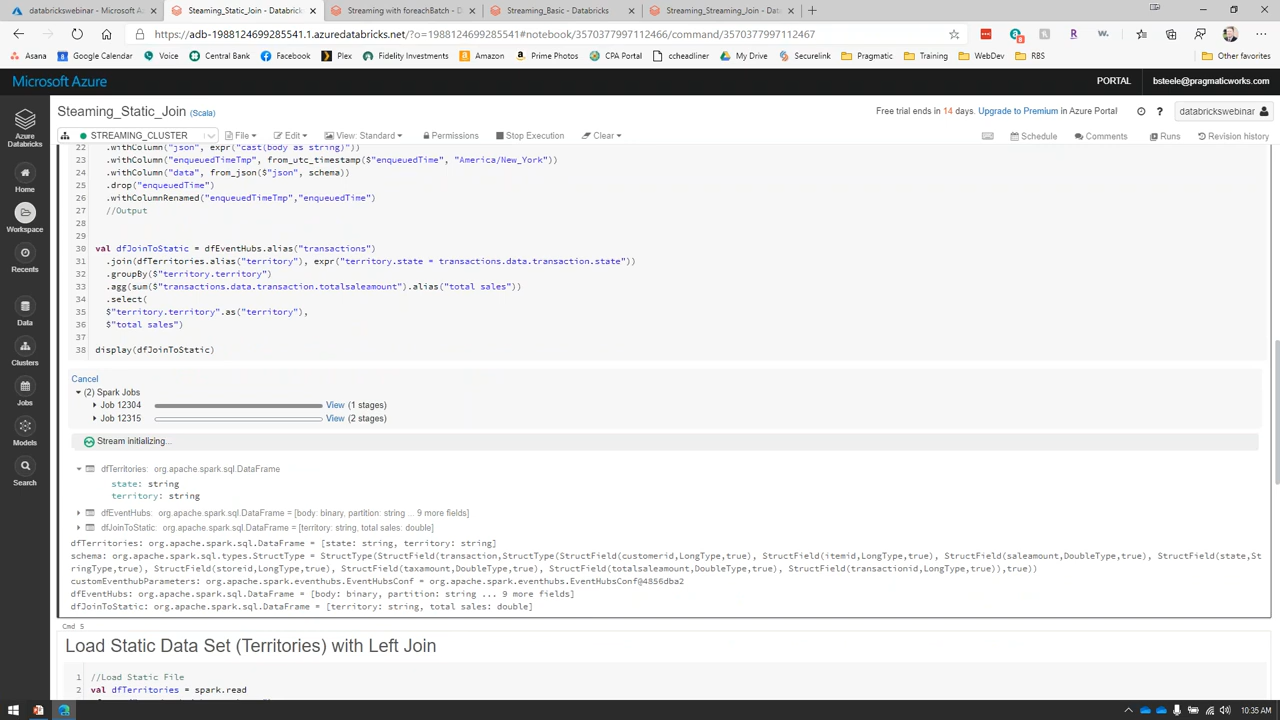 databrickswebinar - Microsoft A
Steaming_Static_Join - Databrick
Streaming with foreachBatch - D
Steaming_Basic - Databricks
Streaming_Streaming_Join - Data
https://adb-1988124699285541.1.azuredatabricks.net/?o=1988124699285541#notebook/3570377997112466/command/3570377997112467
Asana
Google Calendar
Voice
Central Bank
Facebook
Plex
Fidelity Investments
Amazon
Prime Photos
CPA Portal
ccheadliner
My Drive
Securelink
Pragmatic
Training
WebDev
RBS
Other favorites
Microsoft Azure
PORTAL
bsteele@pragmaticworks.com
Steaming_Static_Join (Scala)
Free trial ends in 14 days. Upgrade to Premium in Azure Portal
databrickswebinar
STREAMING_CLUSTER
File
Edit
View: Standard
Permissions
Stop Execution
Clear
Schedule
Comments
Runs
Revision history
Azure Databricks
Home
Workspace
Recents
Data
Clusters
Jobs
Models
Search
22 .withColumn("json", expr("cast(body as string)"))
23 .withColumn("enqueuedTimeTmp", from_utc_timestamp($"enqueuedTime", "America/New_York"))
24 .withColumn("data", from_json($"json", schema))
25 .drop("enqueuedTime")
26 .withColumnRenamed("enqueuedTimeTmp","enqueuedTime")
27 //Output
28
29
30 val dfJoinToStatic = dfEventHubs.alias("transactions")
31 .join(dfTerritories.alias("territory"), expr("territory.state = transactions.data.transaction.state"))
32 .groupBy($"territory.territory")
33 .agg(sum($"transactions.data.transaction.totalsaleamount").alias("total sales"))
34 .select(
35 $"territory.territory".as("territory"),
36 $"total sales")
37
38 display(dfJoinToStatic)
Cancel
(2) Spark Jobs
Job 12304 View (1 stages)
Job 12315 View (2 stages)
Stream initializing...
dfTerritories: org.apache.spark.sql.DataFrame
state: string
territory: string
dfEventHubs: org.apache.spark.sql.DataFrame = [body: binary, partition: string ... 9 more fields]
dfJoinToStatic: org.apache.spark.sql.DataFrame = [territory: string, total sales: double]
dfTerritories: org.apache.spark.sql.DataFrame = [state: string, territory: string]
schema: org.apache.spark.sql.types.StructType = StructType(StructField(transaction,StructType(StructField(customerid,LongType,true), StructField(itemid,LongType,true), StructField(saleamount,DoubleType,true), StructField(state,St
ringType,true), StructField(storeid,LongType,true), StructField(taxamount,DoubleType,true), StructField(totalsaleamount,DoubleType,true), StructField(transactionid,LongType,true)),true))
customEventhubParameters: org.apache.spark.eventhubs.EventHubsConf = org.apache.spark.eventhubs.EventHubsConf@4856dba2
dfEventHubs: org.apache.spark.sql.DataFrame = [body: binary, partition: string ... 9 more fields]
dfJoinToStatic: org.apache.spark.sql.DataFrame = [territory: string, total sales: double]
Cmd 5
Load Static Data Set (Territories) with Left Join
1 //Load Static File
2 val dfTerritories = spark.read
10:35 AM